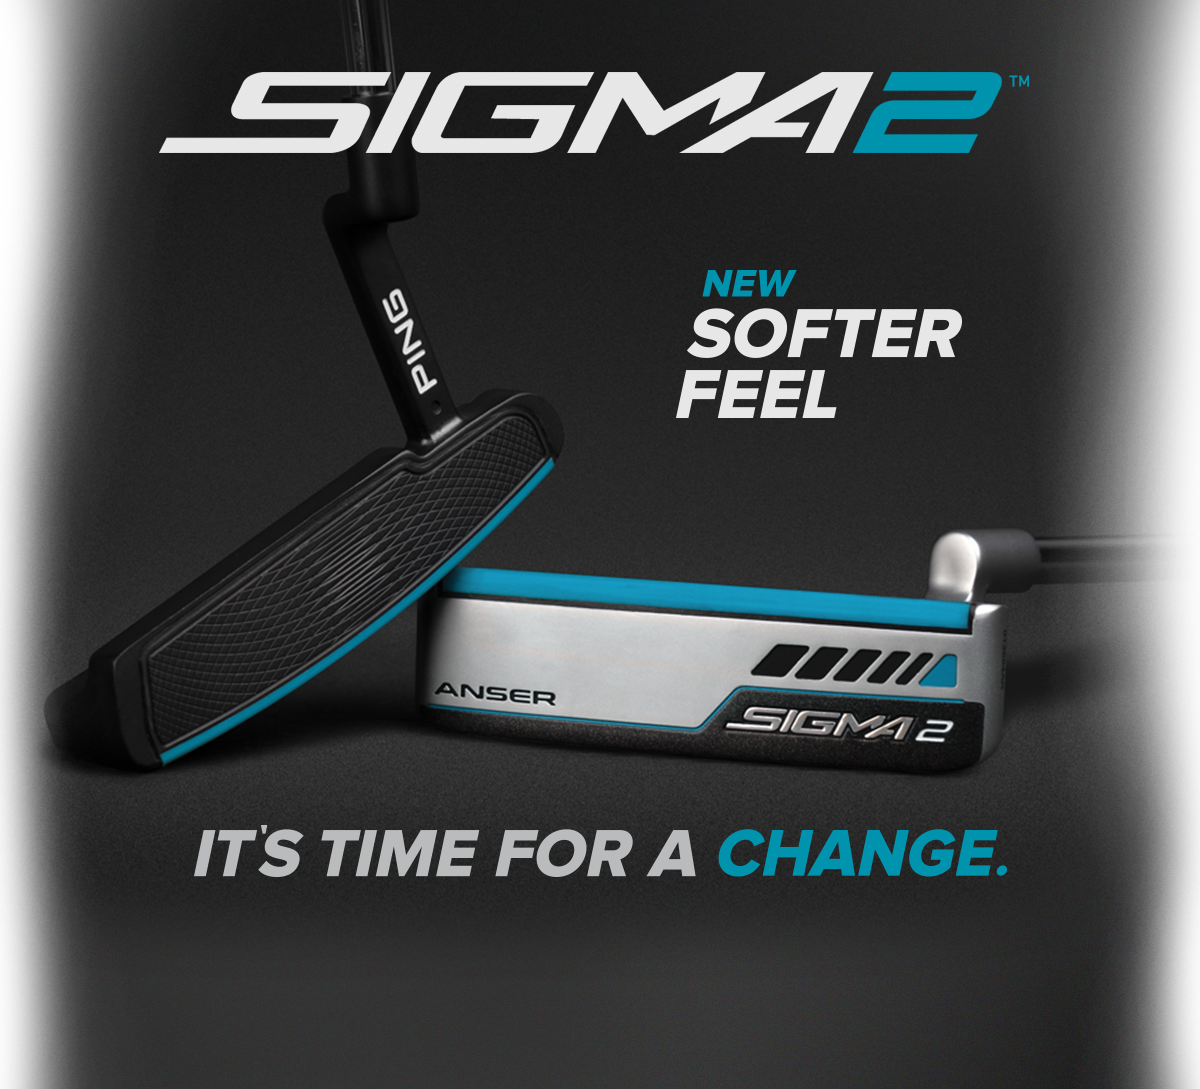 SIGMA2™
NEW
SOFTER
FEEL
PING
ANSER
SIGMA 2
IT'S TIME FOR A CHANGE.